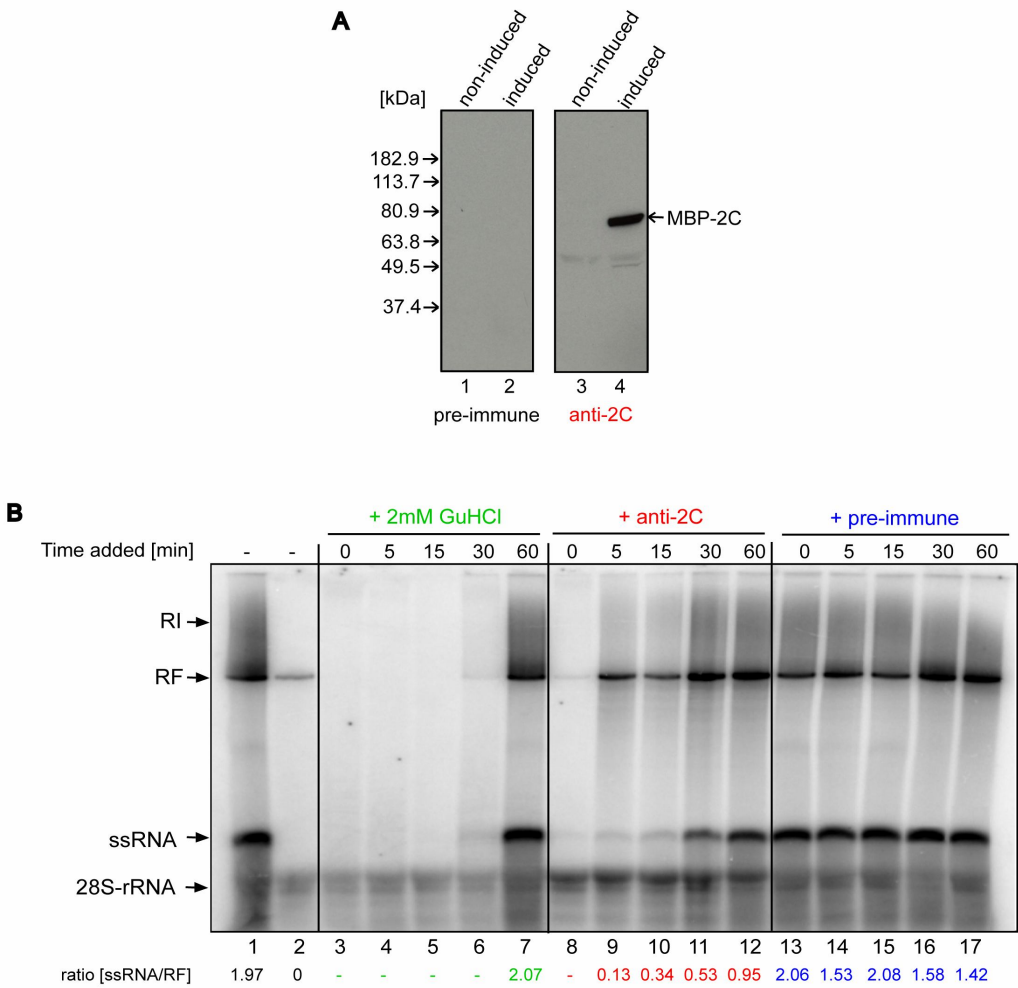 A
non-induced induced non-induced induced
[kDa]
182.9
113.7
80.9
MBP-2C
63.8
49.5
37.4
1 2 3 4
pre-immune anti-2C
B
+ 2mM GuHCl + anti-2C + pre-immune
Time added [min] - - 0 5 15 30 60 0 5 15 30 60 0 5 15 30 60
RI
RF
ssRNA
28S-rRNA
1 2 3 4 5 6 7 8 9 10 11 12 13 14 15 16 17
ratio [ssRNA/RF] 1.97 0 - - - - 2.07 - 0.13 0.34 0.53 0.95 2.06 1.53 2.08 1.58 1.42